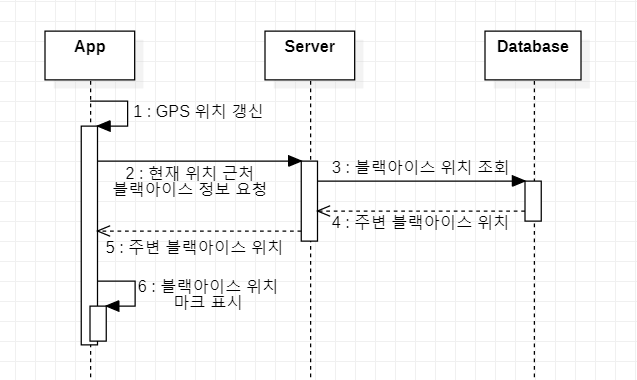 App
Server
Database
1 : GPS 위치 갱신
2 : 현재 위치 근처
블랙아이스 정보 요청
3 : 블랙아이스 위치 조회
4 : 주변 블랙아이스 위치
5 : 주변 블랙아이스 위치
6 : 블랙아이스 위치
마크 표시